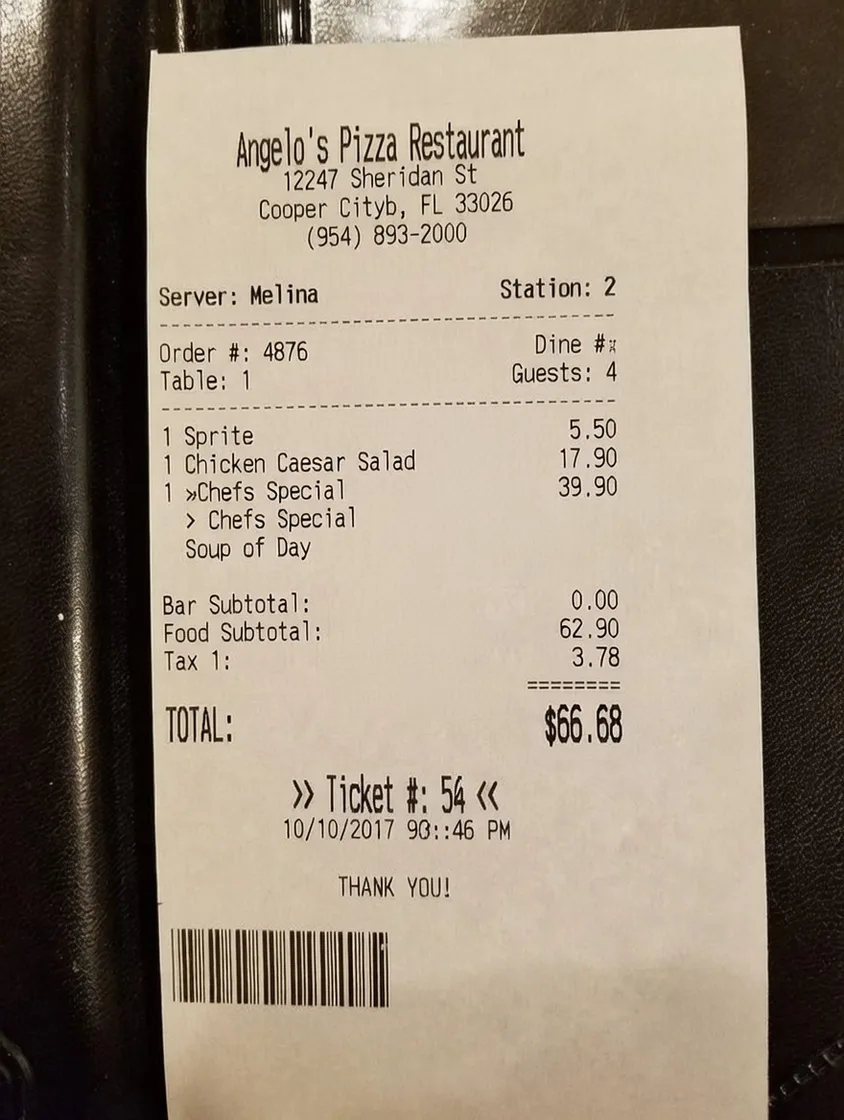 Angelo's Pizza Restaurant
12247 Sheridan St
Cooper Cityb, FL 33026
(954) 893-2000
Server: Melina Station: 2
Order #: 4876 Dine #
Table: 1 Guests: 4
1 Sprite 5.50
1 Chicken Caesar Salad 17.90
1 »Chefs Special 39.90
> Chefs Special
Soup of Day
Bar Subtotal: 0.00
Food Subtotal: 62.90
Tax 1: 3.78
========
TOTAL: $66.68
>> Ticket #: 54 <<
10/10/2017 PM
THANK YOU!